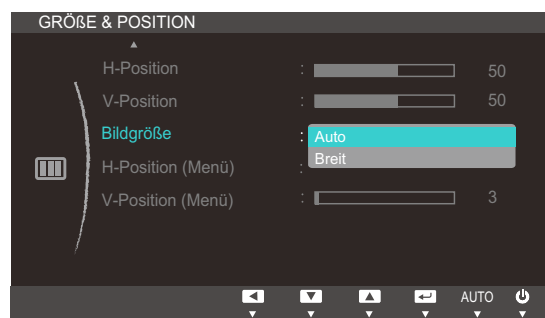 GRÖßE & POSITION
H-Position : 50
V-Position : 50
Bildgröße : Auto
Breit
H-Position (Menü) :
V-Position (Menü) : 3
AUTO